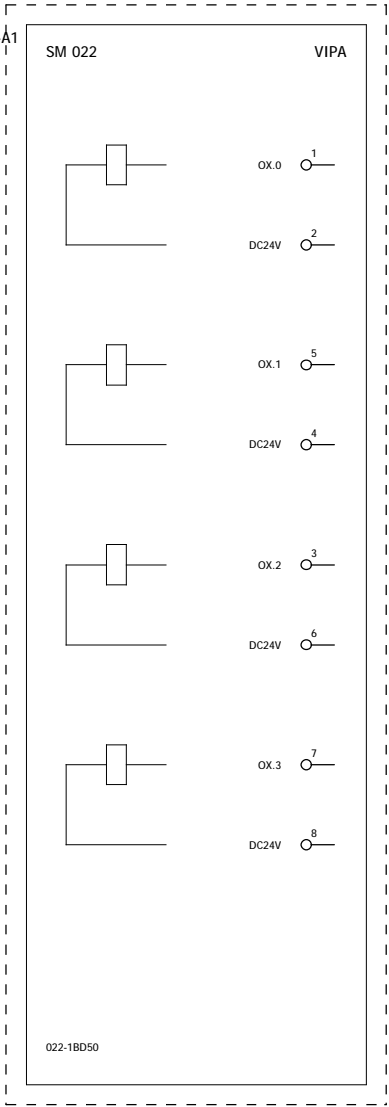 A1
SM 022 VIPA
1
OX.0
2
DC24V
5
OX.1
4
DC24V
3
OX.2
6
DC24V
7
OX.3
8
DC24V
022-1BD50